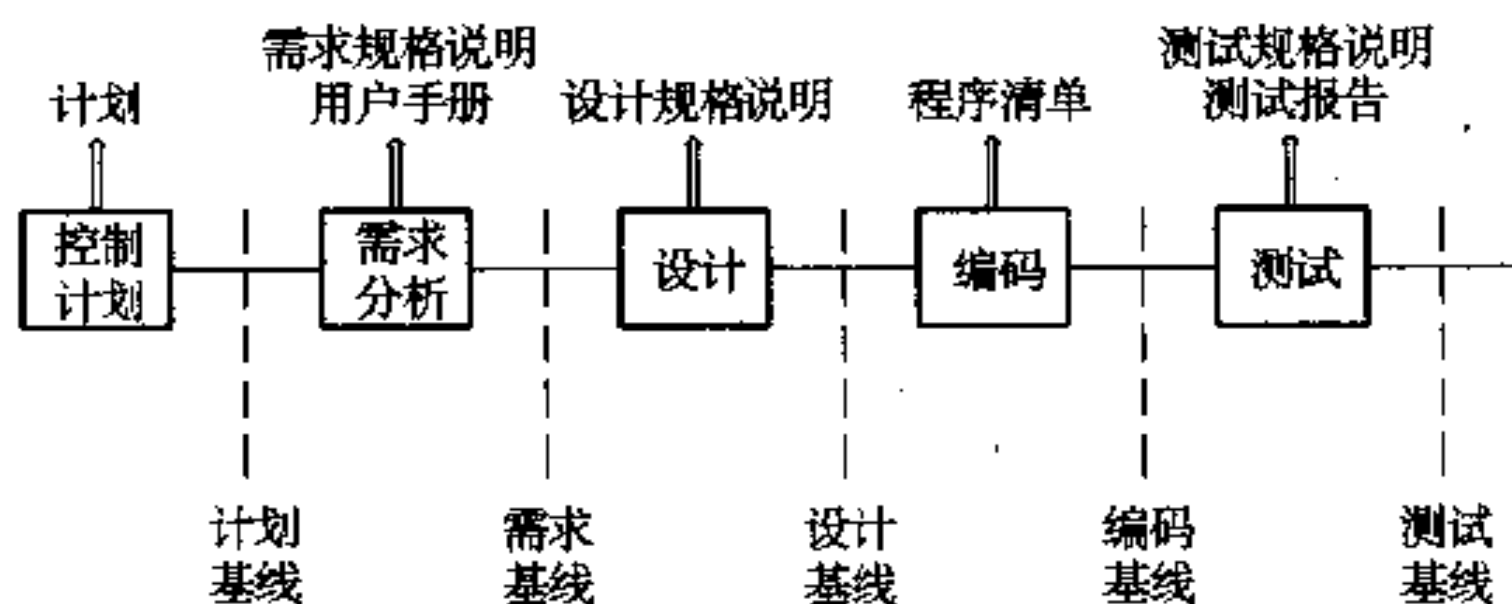 需求规格说明
测试规格说明
计划
用户手册
设计规格说明
程序清单
测试报告
控制
计划
需求
分析
设计
编码
测试
计划
基线
需求
基线
设计
基线
编码
基线
测试
基线